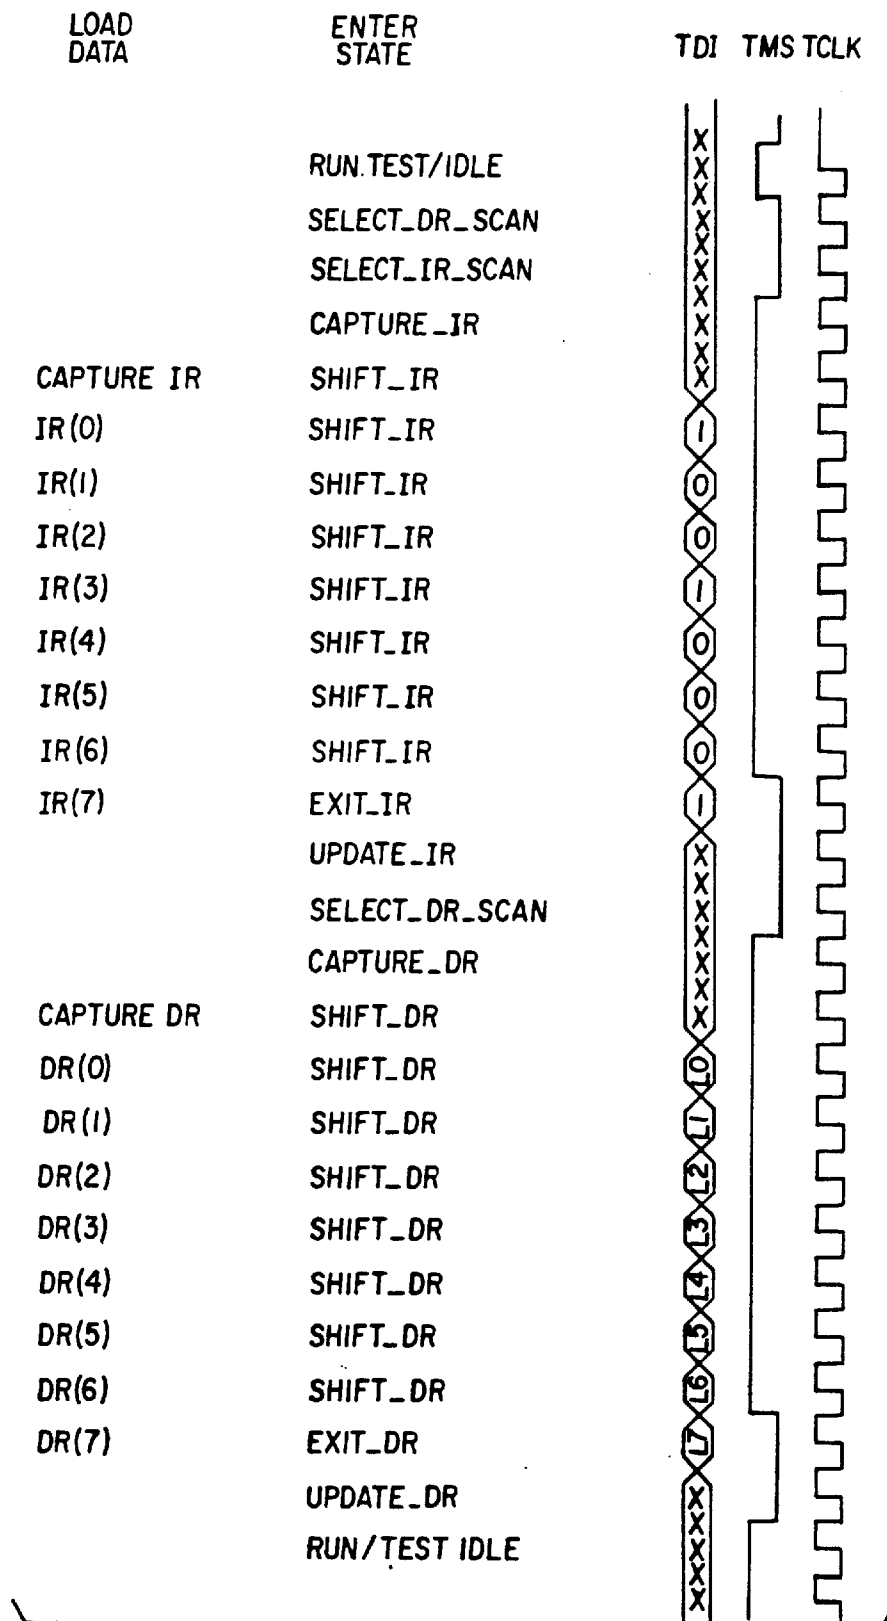 LOAD DATA ENTER STATE TDI TMS TCLK
X
RUN.TEST/IDLE X
X
SELECT_DR_SCAN X
X
SELECT_IR_SCAN X
X
CAPTURE_IR X
X
CAPTURE IR SHIFT_IR X
IR(0) SHIFT_IR 1
IR(1) SHIFT_IR 0
IR(2) SHIFT_IR 0
IR(3) SHIFT_IR 1
IR(4) SHIFT_IR 0
IR(5) SHIFT_IR 0
IR(6) SHIFT_IR 0
IR(7) EXIT_IR 1
UPDATE_IR X
X
SELECT_DR_SCAN X
X
CAPTURE_DR X
X
CAPTURE DR SHIFT_DR X
DR(0) SHIFT_DR L0
DR(1) SHIFT_DR L1
DR(2) SHIFT_DR L2
DR(3) SHIFT_DR L3
DR(4) SHIFT_DR L4
DR(5) SHIFT_DR L5
DR(6) SHIFT_DR L6
DR(7) EXIT_DR L7
UPDATE_DR X
X
RUN/TEST IDLE X
X
X